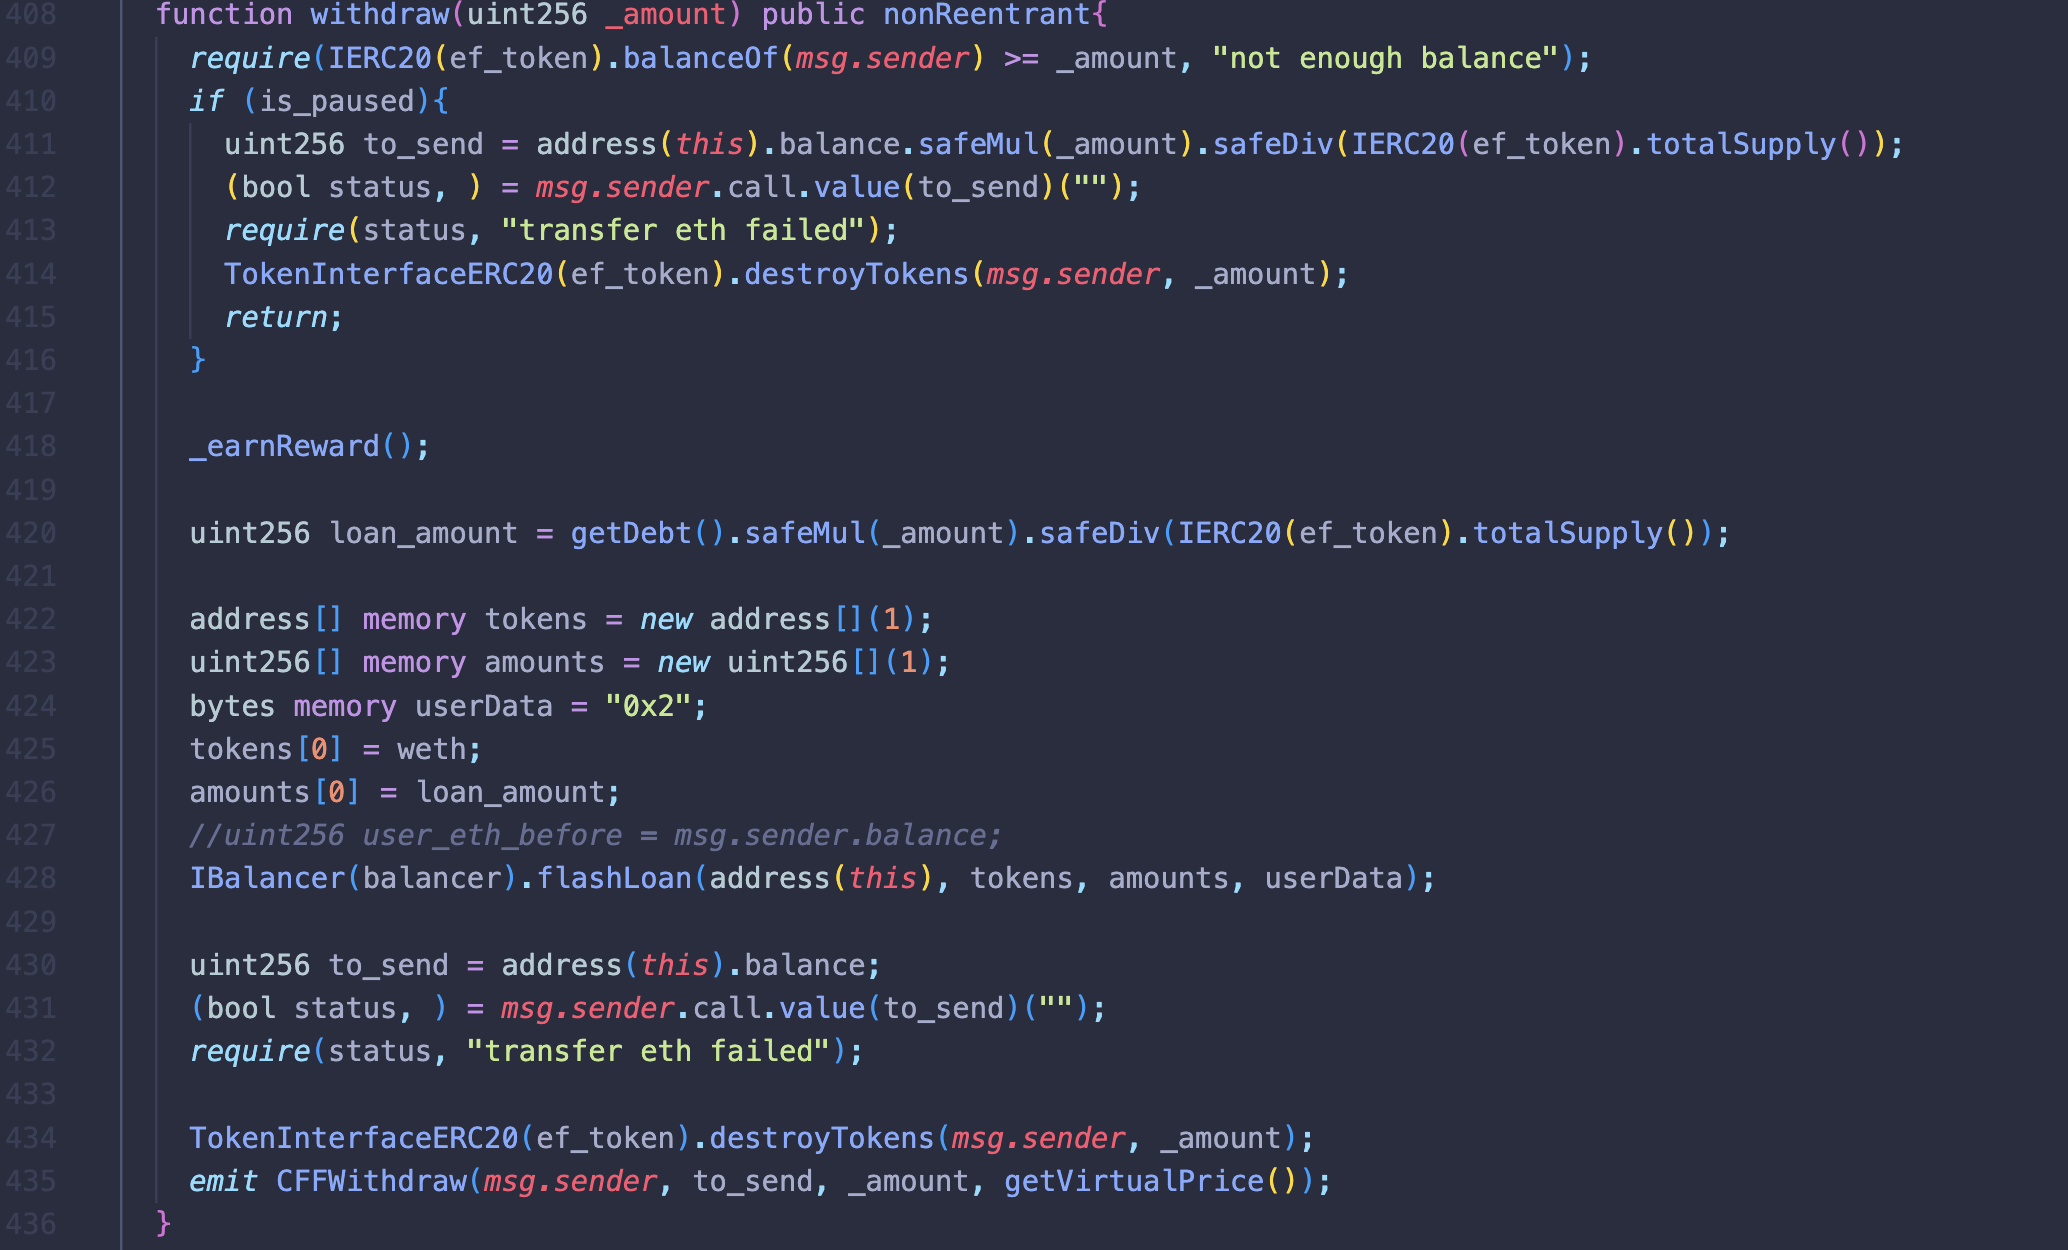 408 function withdraw(uint256 _amount) public nonReentrant{
409 require(IERC20(ef_token).balanceOf(msg.sender) >= _amount, "not enough balance");
410 if (is_paused){
411 uint256 to_send = address(this).balance.safeMul(_amount).safeDiv(IERC20(ef_token).totalSupply());
412 (bool status, ) = msg.sender.call.value(to_send)("");
413 require(status, "transfer eth failed");
414 TokenInterfaceERC20(ef_token).destroyTokens(msg.sender, _amount);
415 return;
416 }
417
418 _earnReward();
419
420 uint256 loan_amount = getDebt().safeMul(_amount).safeDiv(IERC20(ef_token).totalSupply());
421
422 address[] memory tokens = new address[](1);
423 uint256[] memory amounts = new uint256[](1);
424 bytes memory userData = "0x2";
425 tokens[0] = weth;
426 amounts[0] = loan_amount;
427 //uint256 user_eth_before = msg.sender.balance;
428 IBalancer(balancer).flashLoan(address(this), tokens, amounts, userData);
429
430 uint256 to_send = address(this).balance;
431 (bool status, ) = msg.sender.call.value(to_send)("");
432 require(status, "transfer eth failed");
433
434 TokenInterfaceERC20(ef_token).destroyTokens(msg.sender, _amount);
435 emit CFFWithdraw(msg.sender, to_send, _amount, getVirtualPrice());
436 }